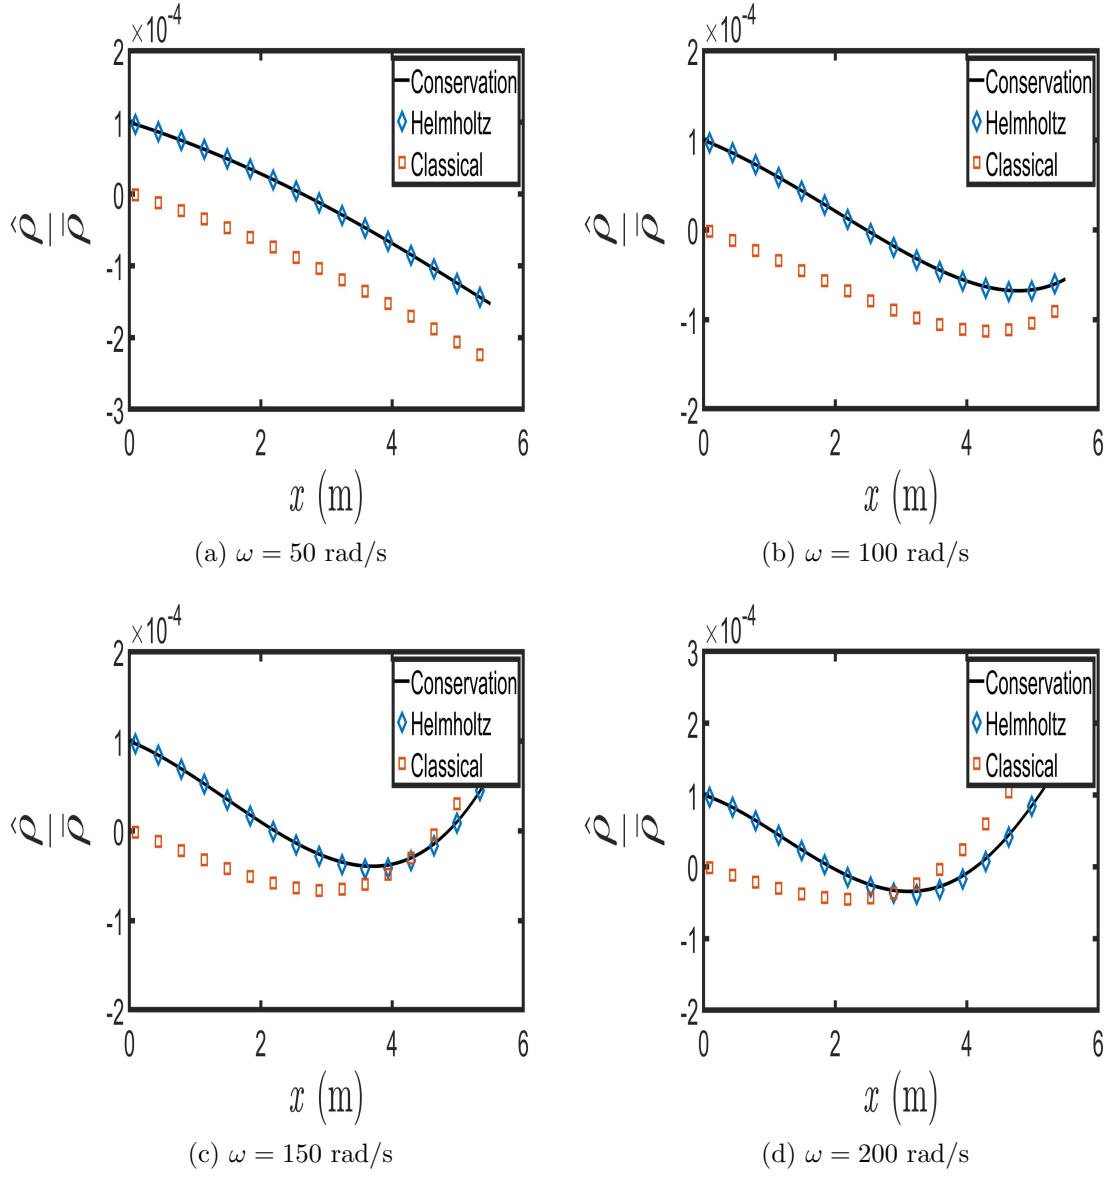 ×10⁻⁴
2
1
0
-1
-2
-3
0 2 4 6
ρ̂
ρ̅
x (m)
Conservation
Helmholtz
Classical
(a) ω = 50 rad/s
×10⁻⁴
2
1
0
-1
-2
0 2 4 6
ρ̂
ρ̅
x (m)
Conservation
Helmholtz
Classical
(b) ω = 100 rad/s
×10⁻⁴
2
1
0
-1
-2
0 2 4 6
ρ̂
ρ̅
x (m)
Conservation
Helmholtz
Classical
(c) ω = 150 rad/s
×10⁻⁴
3
2
1
0
-1
-2
0 2 4 6
ρ̂
ρ̅
x (m)
Conservation
Helmholtz
Classical
(d) ω = 200 rad/s